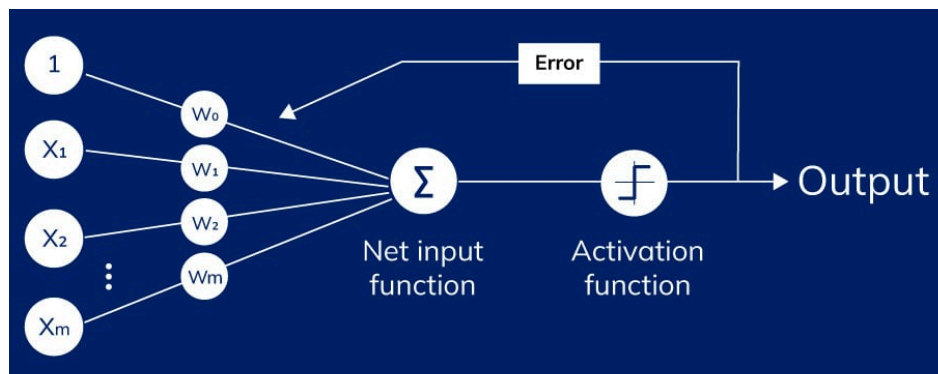 1
X₁
X₂
Xₘ
W₀
W₁
W₂
Wₘ
Error
Σ
Net input
function
Activation
function
Output